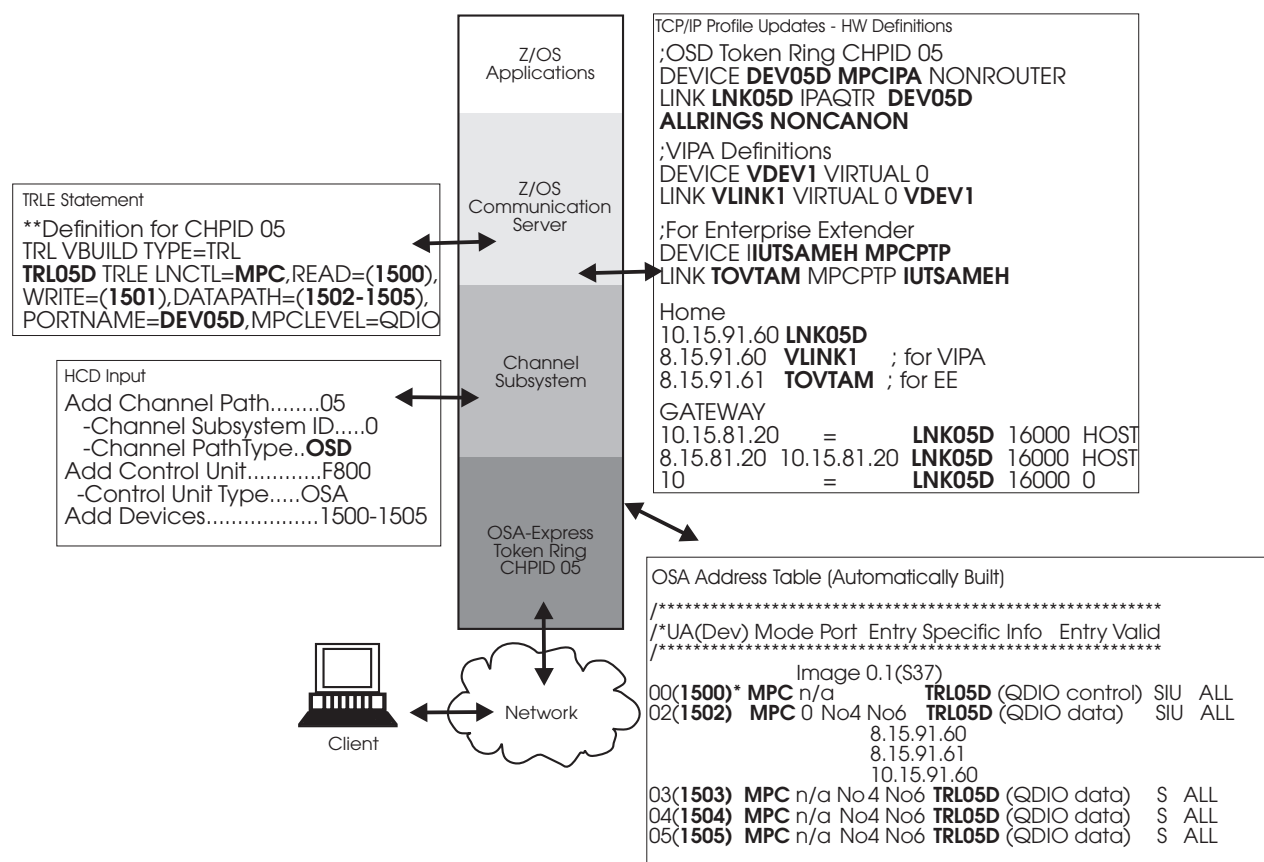 Z/OS
Applications
Z/OS
Communication
Server
Channel
Subsystem
OSA-Express
Token Ring
CHPID 05
TRLE Statement
**Definition for CHPID 05
TRL VBUILD TYPE=TRL
TRL05D TRLE LNCTL=MPC,READ=(1500),
WRITE=(1501),DATAPATH=(1502-1505),
PORTNAME=DEV05D,MPCLEVEL=QDIO
HCD Input
Add Channel Path........05
-Channel Subsystem ID.....0
-Channel PathType..OSD
Add Control Unit............F800
-Control Unit Type.....OSA
Add Devices..................1500-1505
TCP/IP Profile Updates - HW Definitions
;OSD Token Ring CHPID 05
DEVICE DEV05D MPCIPA NONROUTER
LINK LNK05D IPAQTR DEV05D
ALLRINGS NONCANON
;VIPA Definitions
DEVICE VDEV1 VIRTUAL 0
LINK VLINK1 VIRTUAL 0 VDEV1
;For Enterprise Extender
DEVICE IIUTSAMEH MPCPTP
LINK TOVTAM MPCPTP IUTSAMEH
Home
10.15.91.60 LNK05D
8.15.91.60 VLINK1 ; for VIPA
8.15.91.61 TOVTAM ; for EE
GATEWAY
10.15.81.20 = LNK05D 16000 HOST
8.15.81.20 10.15.81.20 LNK05D 16000 HOST
10 = LNK05D 16000 0
OSA Address Table (Automatically Built)
/*********************************************************
/*UA(Dev) Mode Port Entry Specific Info Entry Valid
/*********************************************************
Image 0.1(S37)
00(1500)* MPC n/a TRL05D (QDIO control) SIU ALL
02(1502) MPC 0 No4 No6 TRL05D (QDIO data) SIU ALL
8.15.91.60
8.15.91.61
10.15.91.60
03(1503) MPC n/a No4 No6 TRL05D (QDIO data) S ALL
04(1504) MPC n/a No4 No6 TRL05D (QDIO data) S ALL
05(1505) MPC n/a No4 No6 TRL05D (QDIO data) S ALL
Network
Client